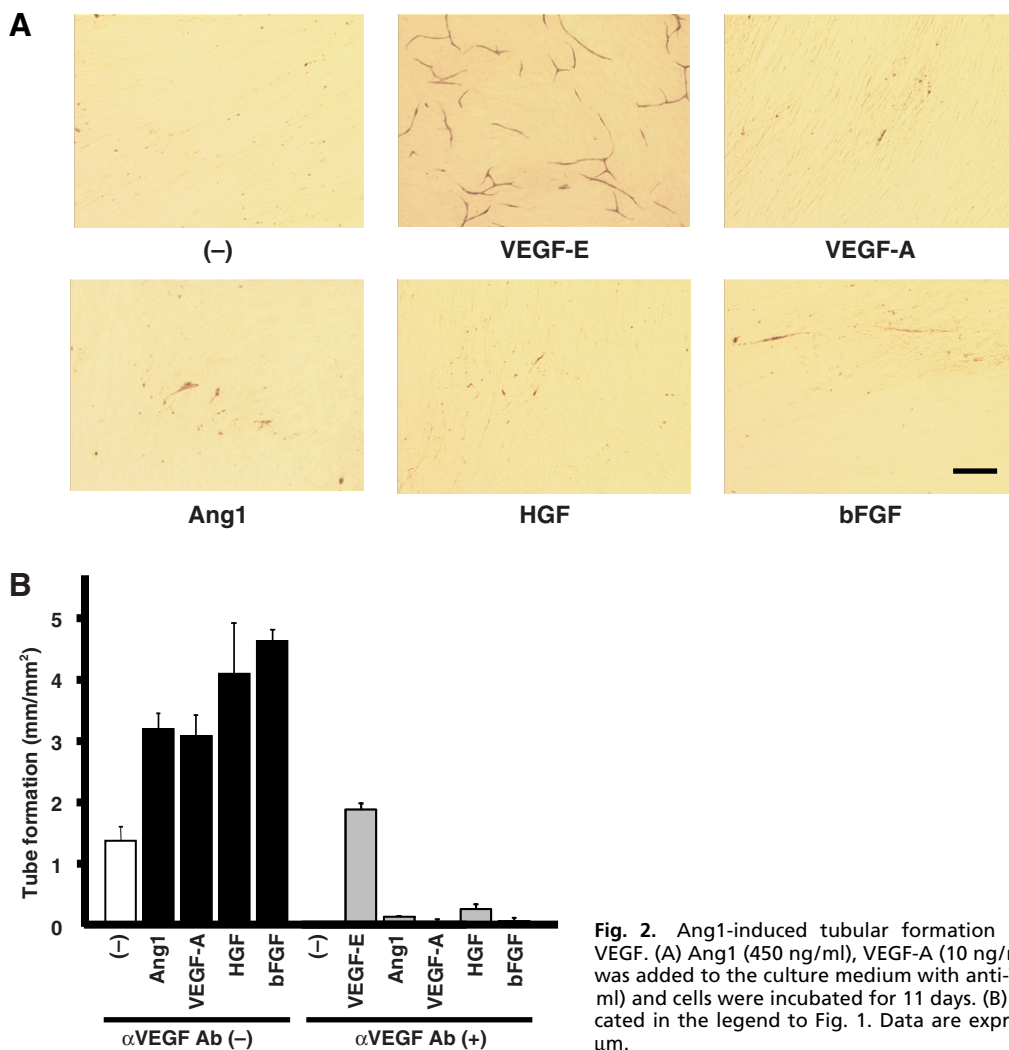 A
(–)
VEGF-E
VEGF-A
Ang1
HGF
bFGF
B
Tube formation (mm/mm²)
5
4
3
2
1
0
(–)
Ang1
VEGF-A
HGF
bFGF
(–)
VEGF-E
Ang1
VEGF-A
HGF
bFGF
αVEGF Ab (–)
αVEGF Ab (+)
Fig. 2. Ang1-induced tubular formation
VEGF. (A) Ang1 (450 ng/ml), VEGF-A (10 ng/
was added to the culture medium with anti-
ml) and cells were incubated for 11 days. (B)
cated in the legend to Fig. 1. Data are expr
μm.